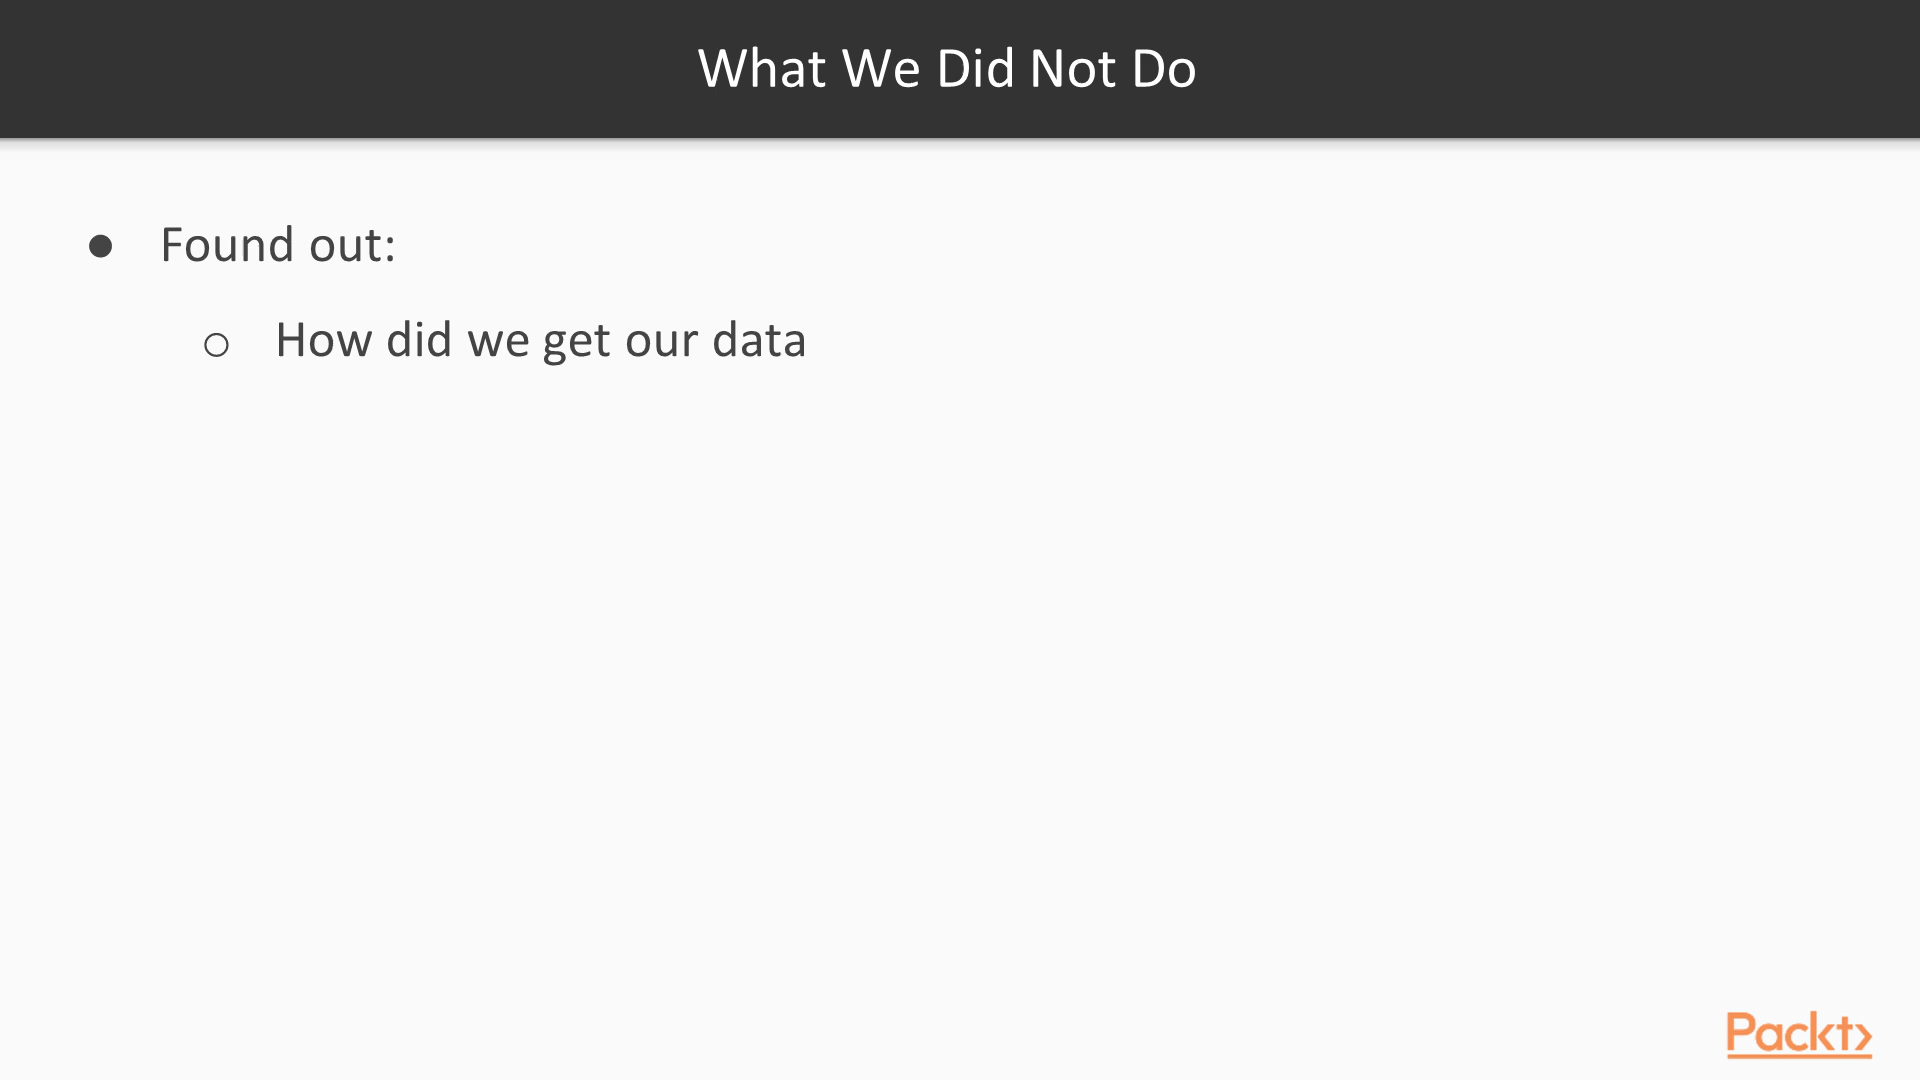 What We Did Not Do
● Found out:
○ How did we get our data
Packt>